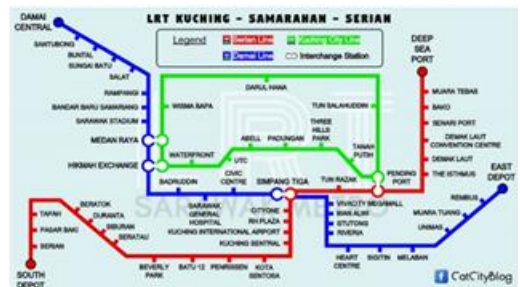 LRT KUCHING - SAMARAHAN - SERIAN
DAMAI CENTRAL
Legend
Serian Line
Kuching City Line
Damai Line
Interchange Station
DEEP SEA PORT
SANTUBONG
BUNTAL
SUNGAI BATU
SALAT
RAMPANGI
BANDAR BARU SAMARIANG
SARAWAK STADIUM
MEDAN RAYA
HIKMAH EXCHANGE
WISMA BAPA
DARUL HANA
TUN SALAHUDDIN
WATERFRONT
UTC
ABELL
PADUNGAN
THREE HILLS PARK
TANAH PUTIH
MUARA TEBAS
BAKO
SENARI PORT
DEMAK LAUT CONVENTION CENTRE
DEMAK LAUT
THE ISTHMUS
PENDING PORT
EAST DEPOT
BADRUDDIN
SARAWAK GENERAL HOSPITAL
CIVIC CENTRE
SIMPANG TIGA
TUN RAZAK
VIVACITY MEGAMALL
WAN ALWI
STUTONG
RIVERIA
HEART CENTRE
SIGITIN
MELABAN
UNIMAS
MUARA TUANG
REMBUS
CITYONE
RH PLAZA
KUCHING INTERNATIONAL AIRPORT
KUCHING SENTRAL
KOTA SENTOSA
PENRISSEN
BATU 12
BEVERLY PARK
SERATAU
SIBURAN
DURANTA
BERATOK
TAPAH
PASAR BAKI
SERIAN
SOUTH DEPOT
CatCityBlog